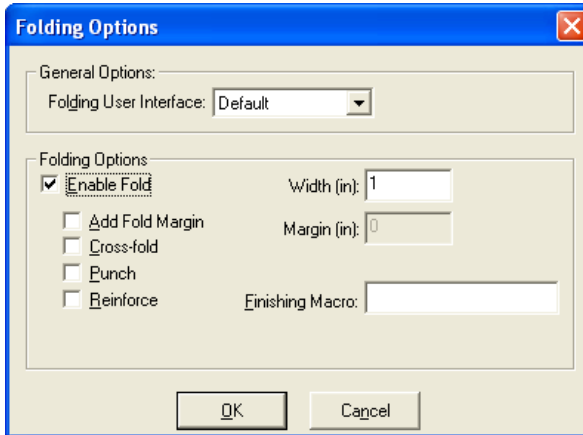 Folding Options
General Options:
Folding User Interface: Default
Folding Options
Enable Fold Width (in): 1
Add Fold Margin Margin (in): 0
Cross-fold
Punch
Reinforce Finishing Macro:
OK Cancel